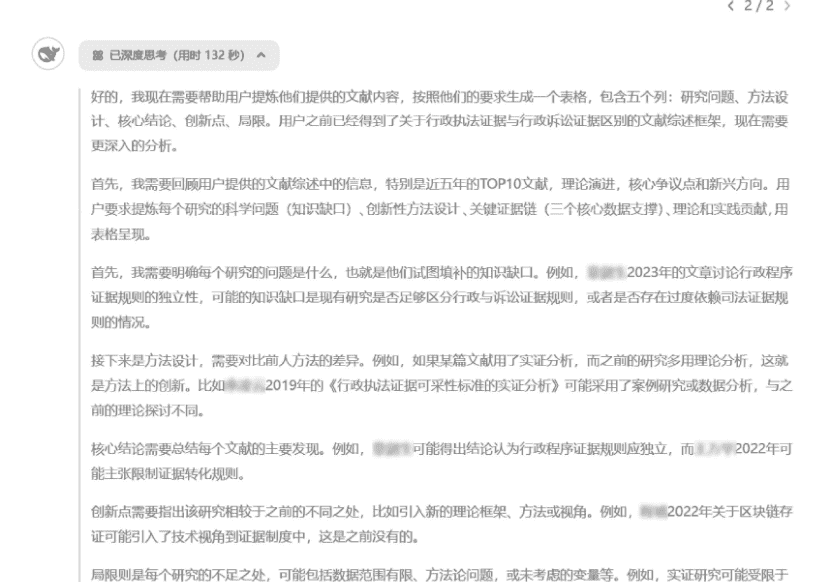 2 / 2
已深度思考（用时 132 秒）
好的，我现在需要帮助用户提炼他们提供的文献内容，按照他们的要求生成一个表格，包含五个列：研究问题、方法设
计、核心结论、创新点、局限。用户之前已经得到了关于行政执法证据与行政诉讼证据区别的文献综述框架，现在需要
更深入的分析。
首先，我需要回顾用户提供的文献综述中的信息，特别是近五年的TOP10文献，理论演进，核心争议点和新兴方向。用
户要求提炼每个研究的科学问题（知识缺口）、创新性方法设计、关键证据链（三个核心数据支撑）、理论和实践贡献,用
表格呈现。
首先，我需要明确每个研究的问题是什么，也就是他们试图填补的知识缺口。例如，2023年的文章讨论行政程序
证据规则的独立性，可能的知识缺口是现有研究是否足够区分行政与诉讼证据规则，或者是否存在过度依赖司法证据规
则的情况。
接下来是方法设计，需要对比前人方法的差异。例如，如果某篇文献用了实证分析，而之前的研究多用理论分析，这就
是方法上的创新。比如2019年的《行政执法证据可采性标准的实证分析》可能采用了案例研究或数据分析，与之
前的理论探讨不同。
核心结论需要总结每个文献的主要发现。例如，可能得出结论认为行政程序证据规则应独立，而2022年可
能主张限制证据转化规则。
创新点需要指出该研究相较于之前的不同之处，比如引入新的理论框架、方法或视角。例如，2022年关于区块链存
证可能引入了技术视角到证据制度中，这是之前没有的。
局限则是每个研究的不足之处，可能包括数据范围有限、方法论问题，或未考虑的变量等。例如，实证研究可能受限于